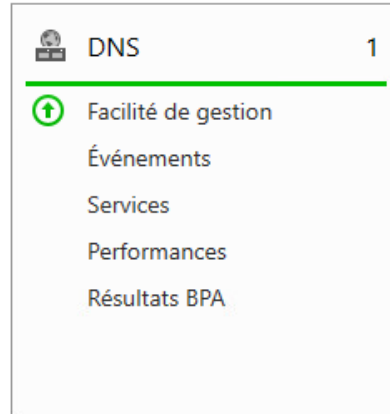 DNS 1
Facilité de gestion
Événements
Services
Performances
Résultats BPA